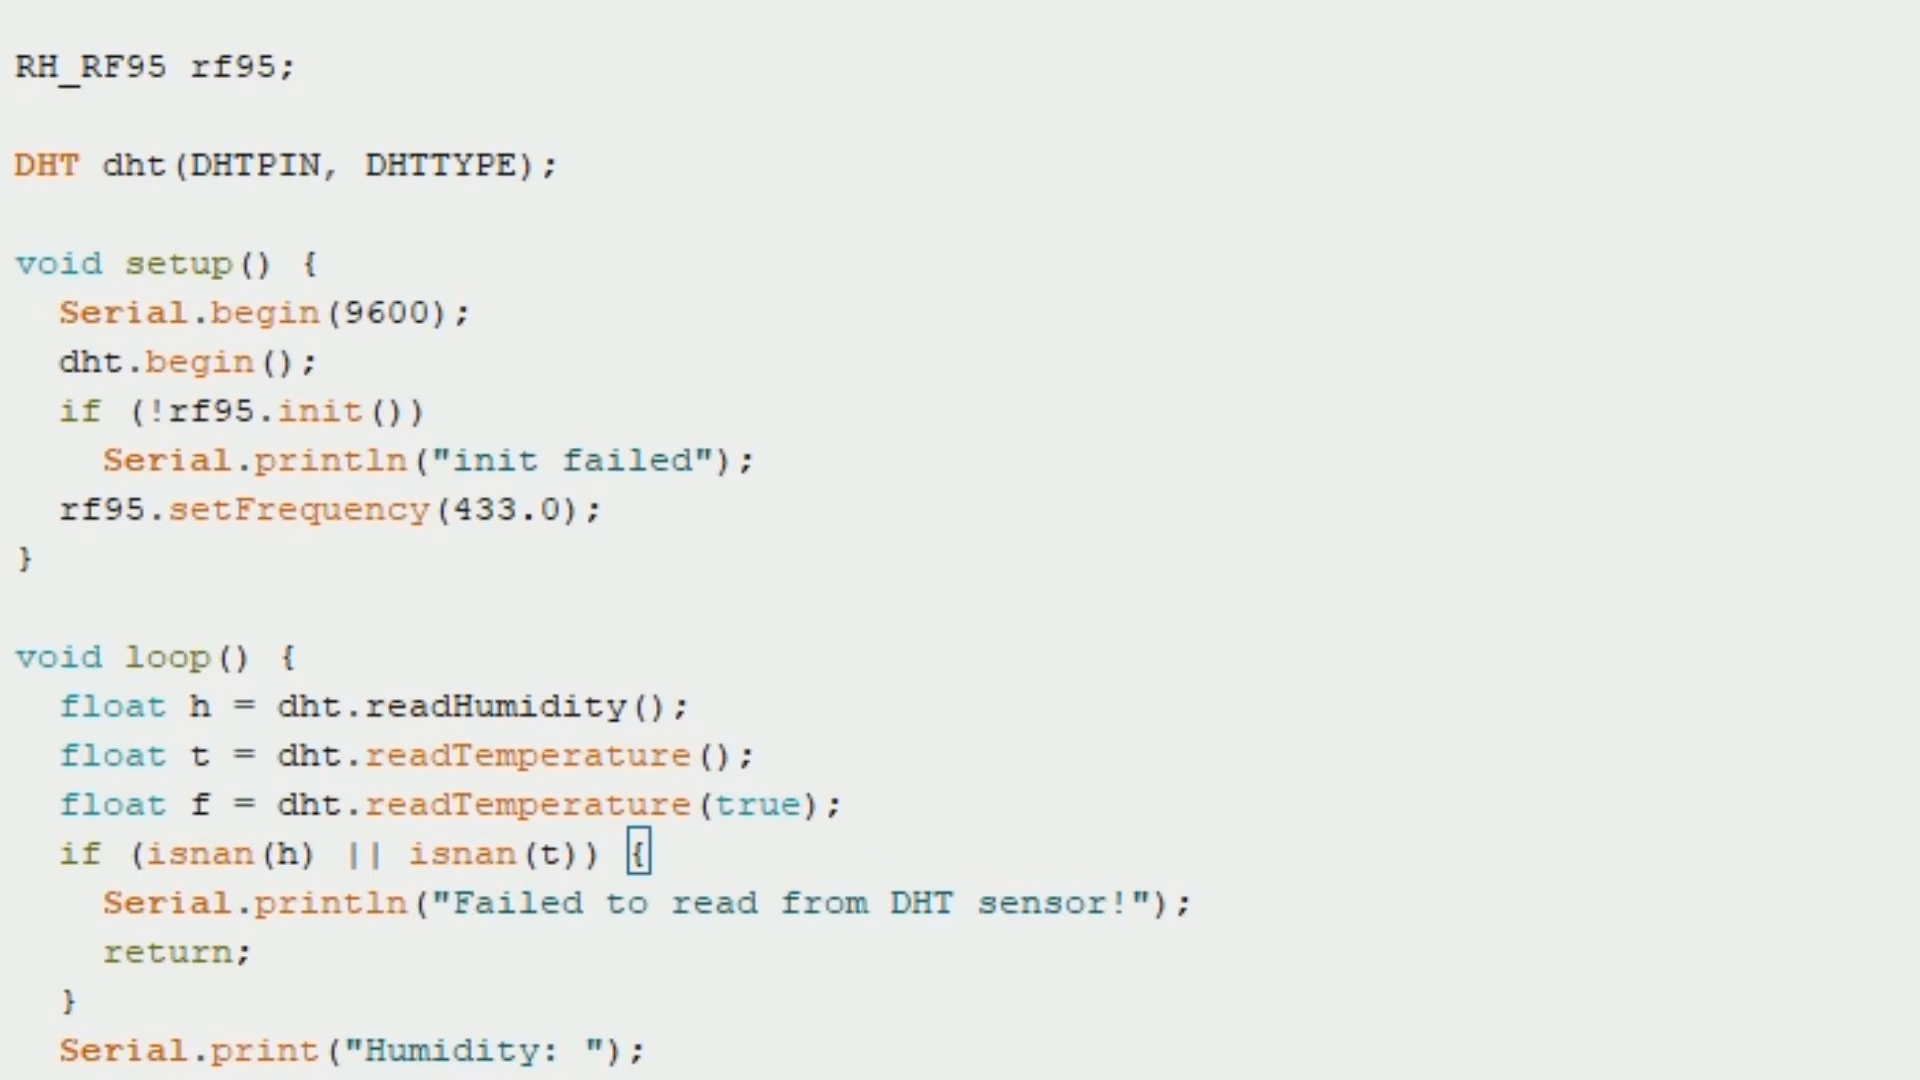 RH_RF95 rf95;
DHT dht(DHTPIN, DHTTYPE);
void setup() {
Serial.begin(9600);
dht.begin();
if (!rf95.init())
Serial.println("init failed");
rf95.setFrequency(433.0);
}
void loop() {
float h = dht.readHumidity();
float t = dht.readTemperature();
float f = dht.readTemperature(true);
if (isnan(h) || isnan(t)) {
Serial.println("Failed to read from DHT sensor!");
return;
}
Serial.print("Humidity: ");